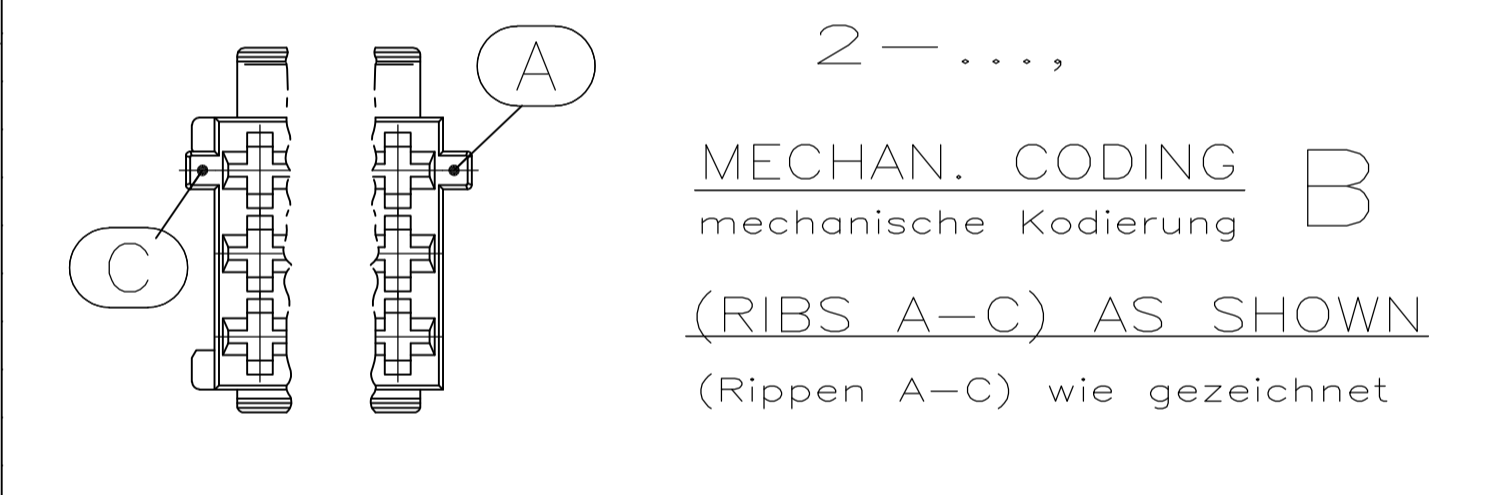 A
C
2-...,
MECHAN. CODING B
mechanische Kodierung
(RIBS A-C) AS SHOWN
(Rippen A-C) wie gezeichnet